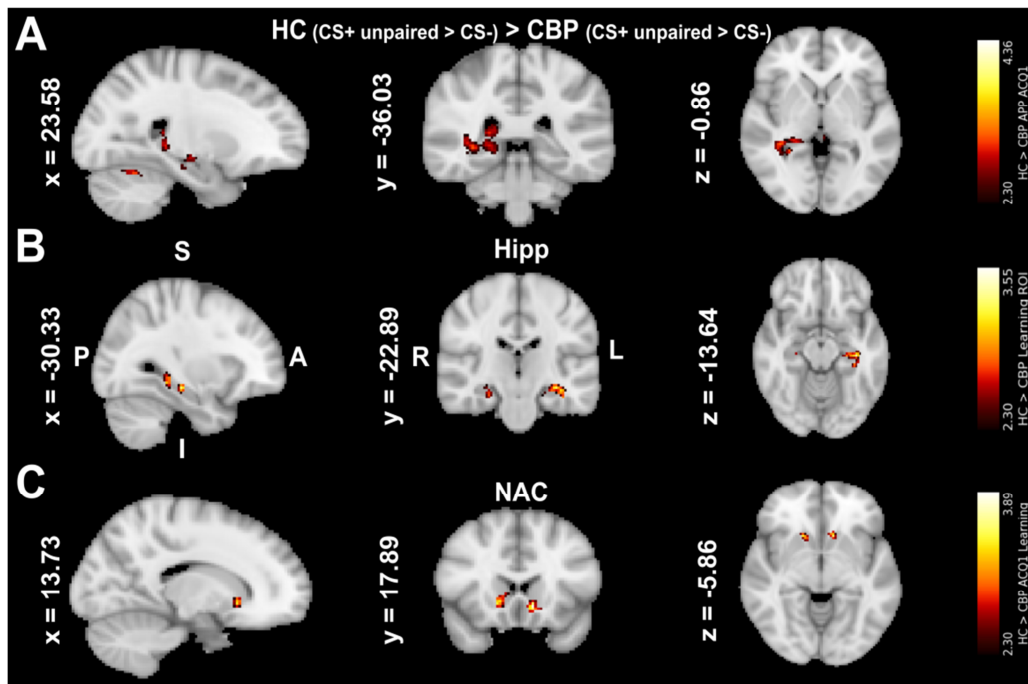 A
HC (CS+ unpaired > CS-) > CBP (CS+ unpaired > CS-)
x = 23.58
y = -36.03
z = -0.86
4.36
HC > CBP APP ACQ1
2.30
B
S
Hipp
x = -30.33
P
A
I
y = -22.89
R
L
z = -13.64
3.55
HC > CBP Learning ROI
2.30
C
NAC
x = 13.73
y = 17.89
z = -5.86
3.89
HC > CBP ACQ1 Learning
2.30